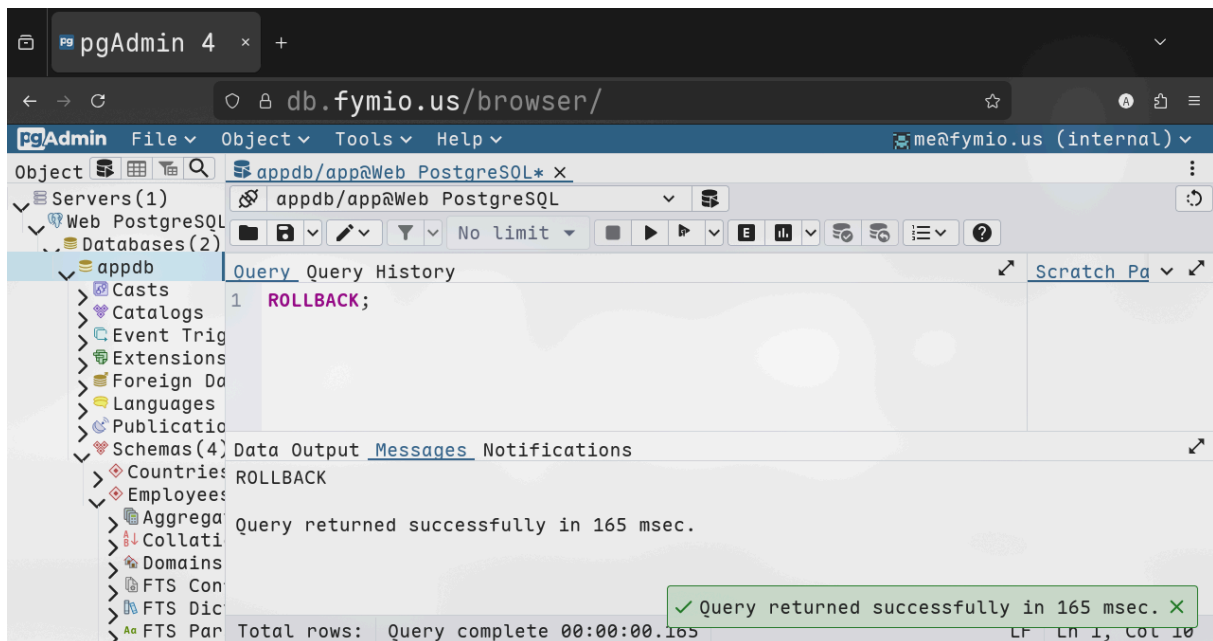 pgAdmin 4
db.fymio.us/browser/
pgAdmin File Object Tools Help me@fymio.us (internal)
Object appdb/app@Web PostgreSQL*
Servers(1) appdb/app@Web PostgreSQL
Web PostgreSQL No limit
Databases(2)
appdb Query Query History Scratch Pa
Casts 1 ROLLBACK;
Catalogs
Event Trig
Extensions
Foreign Da
Languages
Publicatio
Schemas(4) Data Output Messages Notifications
Countries ROLLBACK
Employees
Aggrega Query returned successfully in 165 msec.
Collati
Domains
FTS Con
FTS Dic Query returned successfully in 165 msec.
FTS Par Total rows: Query complete 00:00:00.165 LF Ln 1, Col 10